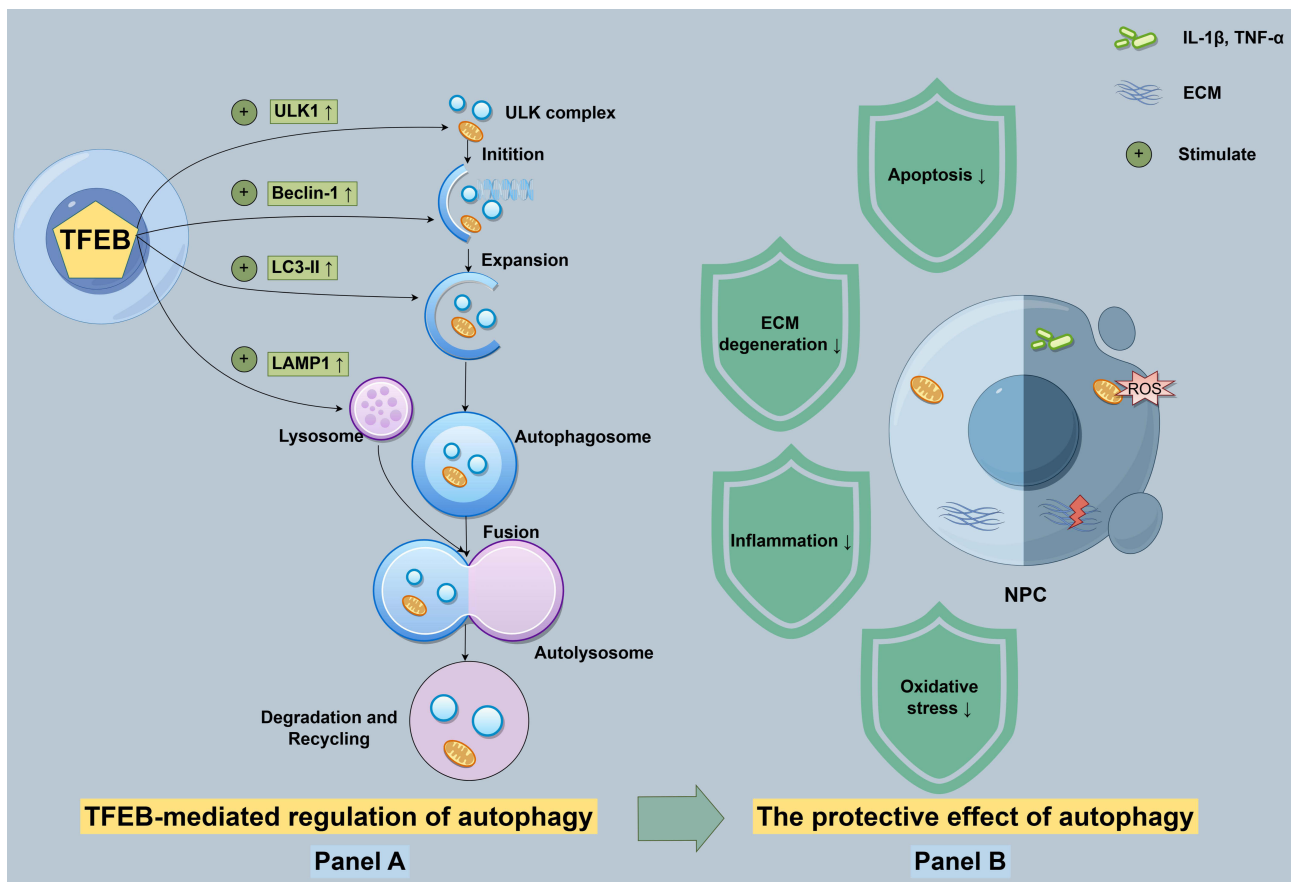 TFEB
+ ULK1 ↑
+ Beclin-1 ↑
+ LC3-II ↑
+ LAMP1 ↑
ULK complex
Initition
Expansion
Lysosome
Autophagosome
Fusion
Autolysosome
Degradation and
Recycling
TFEB-mediated regulation of autophagy
Panel A
IL-1β, TNF-α
ECM
+ Stimulate
Apoptosis ↓
ECM
degeneration ↓
Inflammation ↓
Oxidative
stress ↓
ROS
NPC
The protective effect of autophagy
Panel B